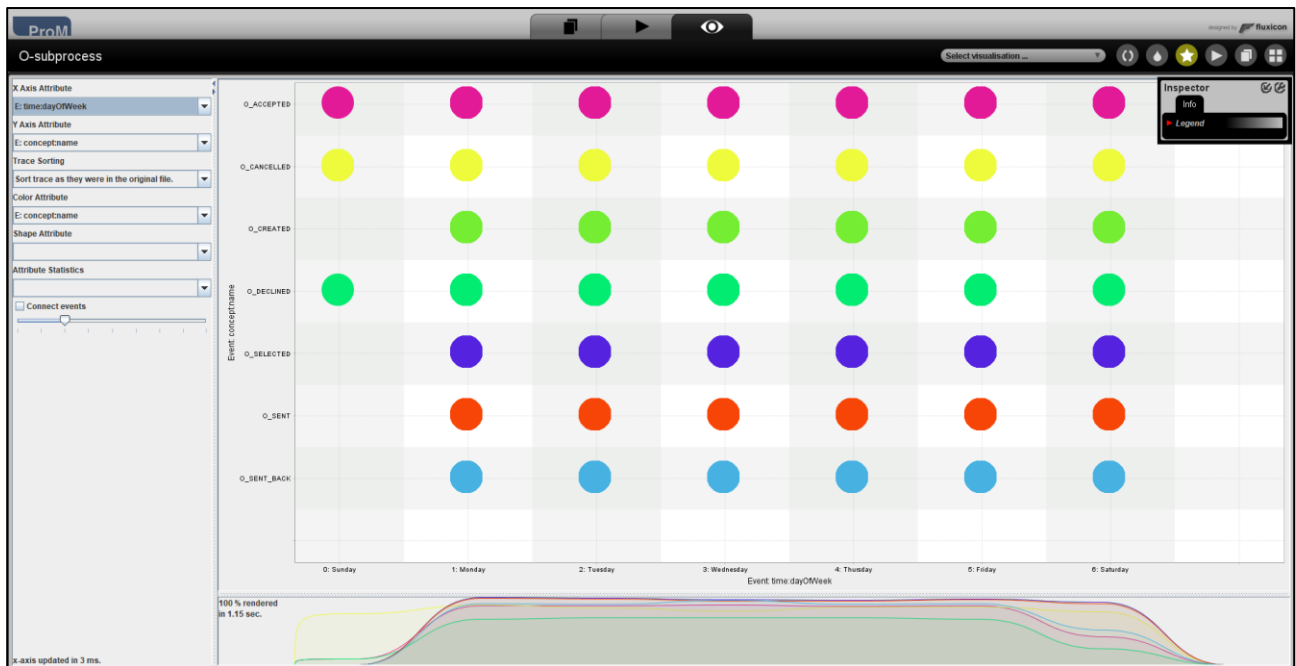 ProM
designed by fluxicon
O-subprocess
Select visualisation ...
X Axis Attribute
E: time:dayOfWeek
Y Axis Attribute
E: concept:name
Trace Sorting
Sort trace as they were in the original file.
Color Attribute
E: concept:name
Shape Attribute
Attribute Statistics
Connect events
Inspector
Info
Legend
Event: concept:name
O_ACCEPTED
O_CANCELLED
O_CREATED
O_DECLINED
O_SELECTED
O_SENT
O_SENT_BACK
0: Sunday
1: Monday
2: Tuesday
3: Wednesday
4: Thursday
5: Friday
6: Saturday
Event: time:dayOfWeek
100 % rendered
in 1.15 sec.
x-axis updated in 3 ms.